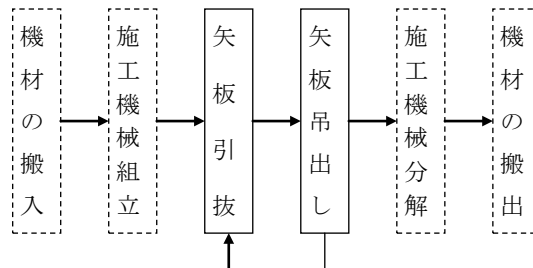 機材の搬入
施工機械組立
矢板引抜
矢板吊出し
施工機械分解
機材の搬出